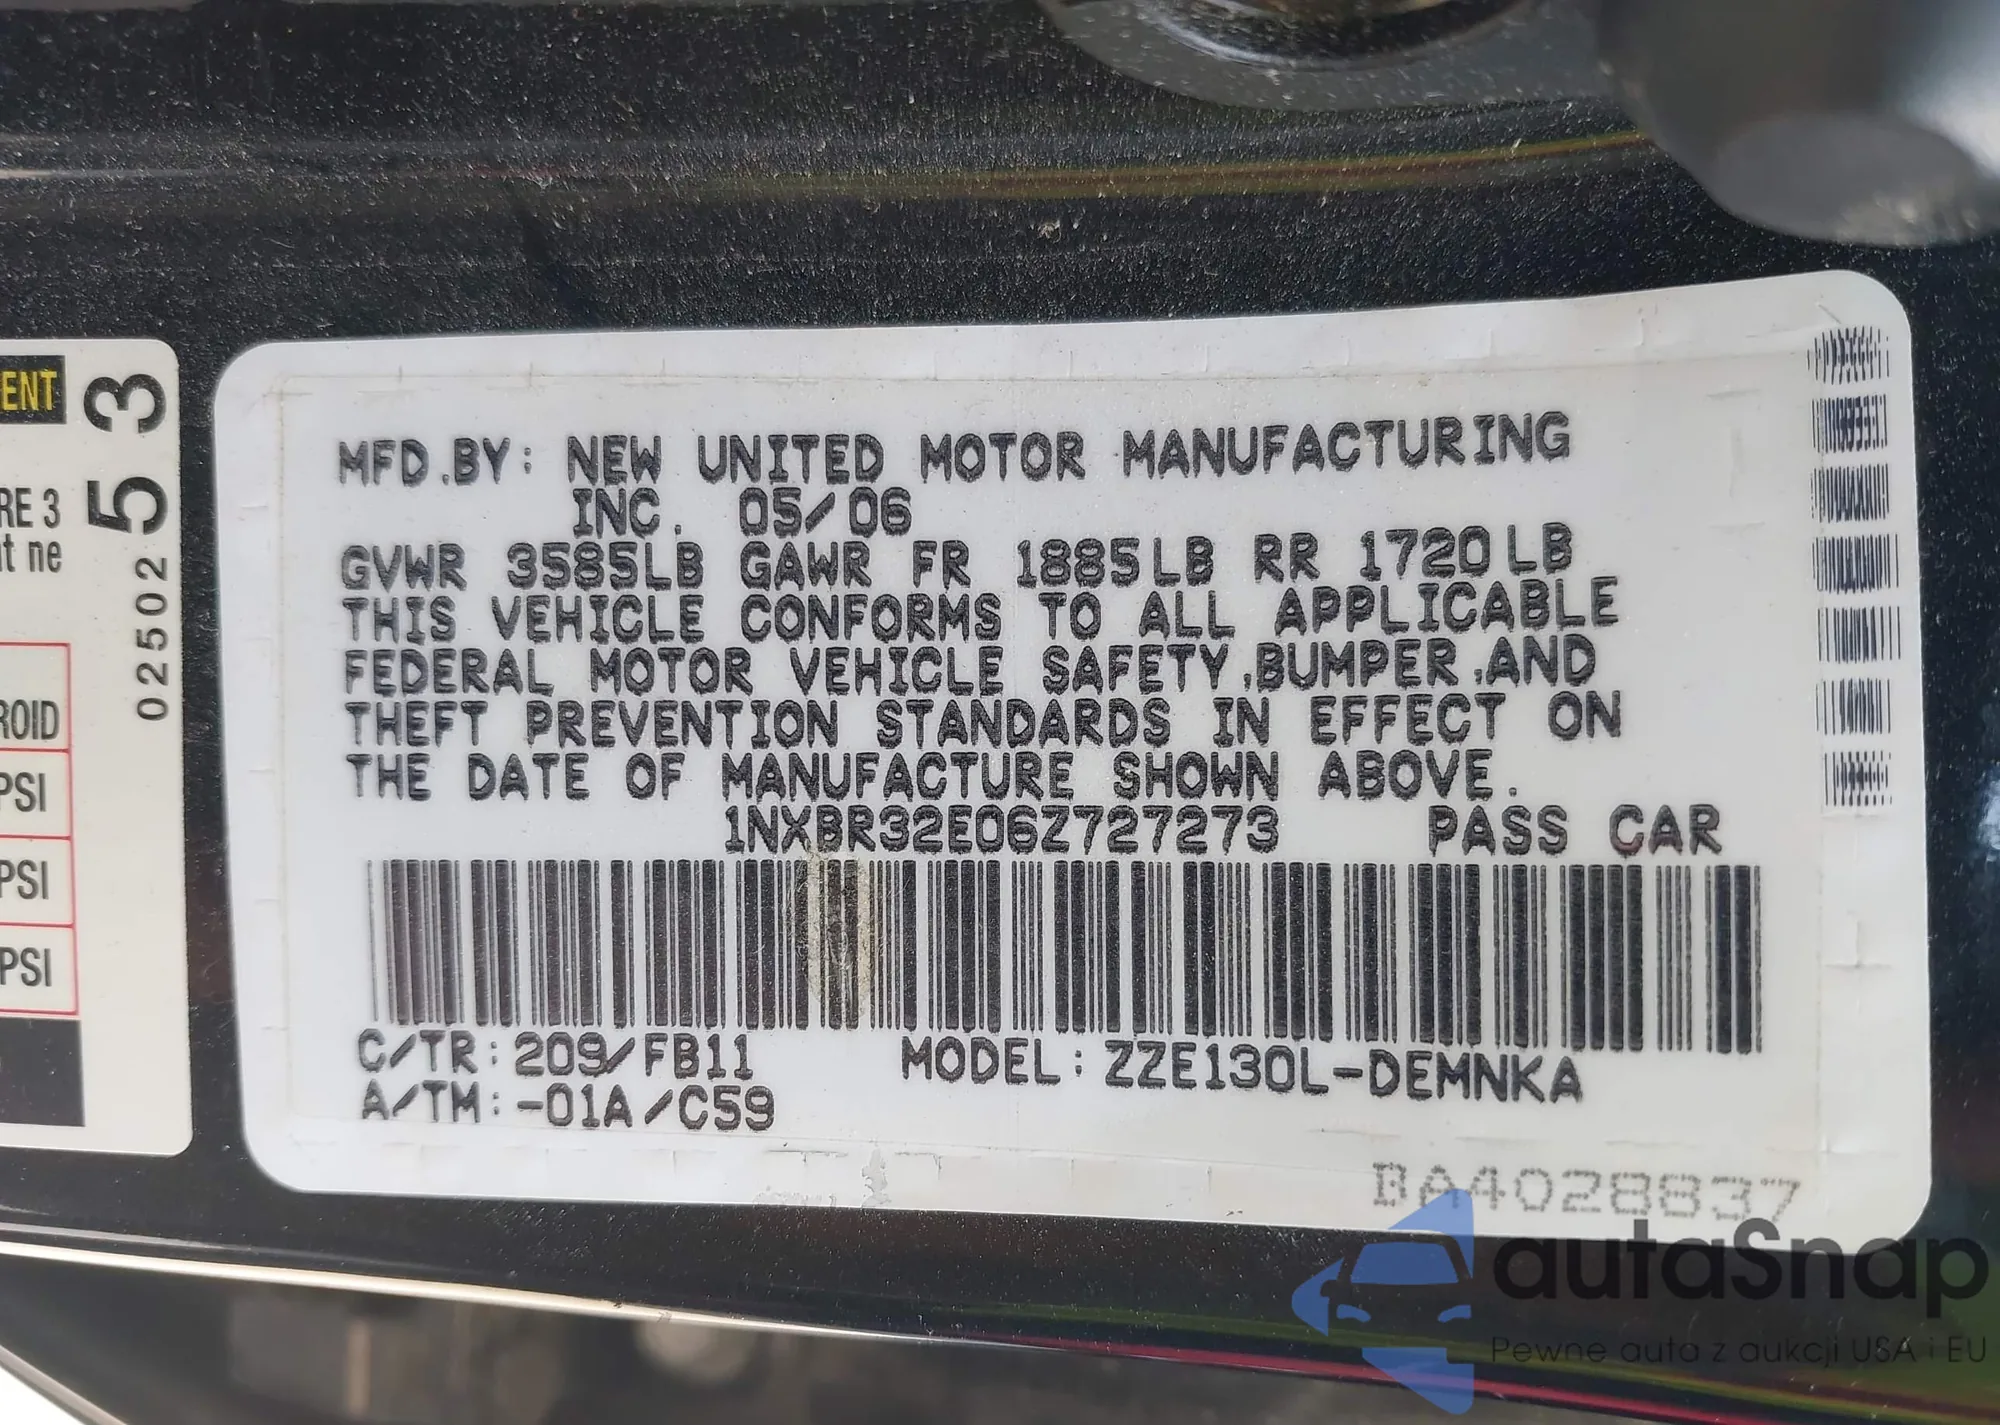 ENT
RE 3
t ne
ROID
PSI
PSI
PSI
53
02502
MFD.BY: NEW UNITED MOTOR MANUFACTURING
INC. 05/06
GVWR 3585LB GAWR FR 1885LB RR 1720LB
THIS VEHICLE CONFORMS TO ALL APPLICABLE
FEDERAL MOTOR VEHICLE SAFETY,BUMPER,AND
THEFT PREVENTION STANDARDS IN EFFECT ON
THE DATE OF MANUFACTURE SHOWN ABOVE.
1NXBR32E06Z727273 PASS CAR
C/TR: 209/FB11 MODEL: ZZE130L-DEMNKA
A/TM: -01A/C59
BA4028837
autaSnap
Pewne auta z aukcji USA i EU